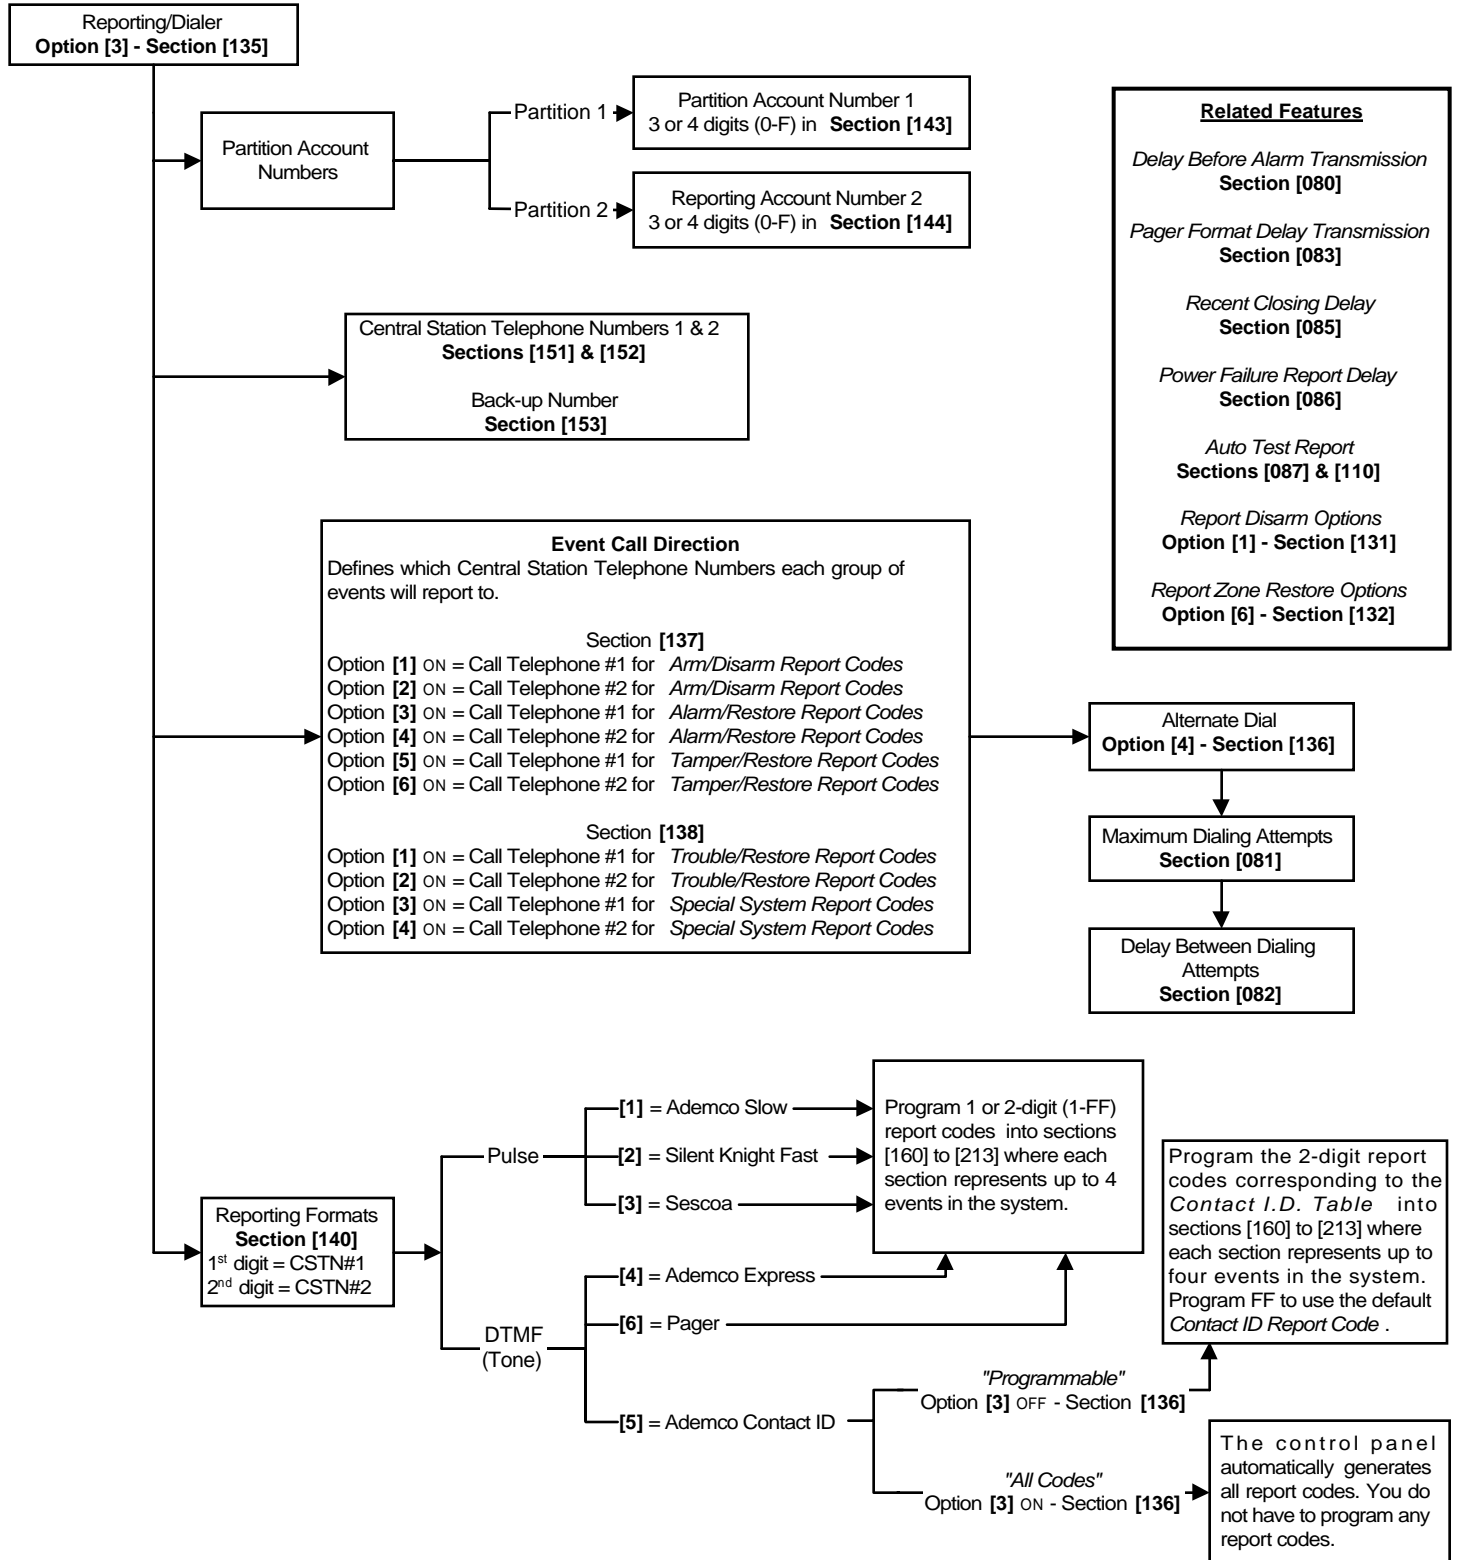 Reporting/Dialer
Option [3] - Section [135]
Partition Account
Numbers
Partition 1
Partition Account Number 1
3 or 4 digits (0-F) in Section [143]
Partition 2
Reporting Account Number 2
3 or 4 digits (0-F) in Section [144]
Related Features
Delay Before Alarm Transmission
Section [080]
Pager Format Delay Transmission
Section [083]
Recent Closing Delay
Section [085]
Power Failure Report Delay
Section [086]
Auto Test Report
Sections [087] & [110]
Report Disarm Options
Option [1] - Section [131]
Report Zone Restore Options
Option [6] - Section [132]
Central Station Telephone Numbers 1 & 2
Sections [151] & [152]
Back-up Number
Section [153]
Event Call Direction
Defines which Central Station Telephone Numbers each group of
events will report to.
Section [137]
Option [1] ON = Call Telephone #1 for Arm/Disarm Report Codes
Option [2] ON = Call Telephone #2 for Arm/Disarm Report Codes
Option [3] ON = Call Telephone #1 for Alarm/Restore Report Codes
Option [4] ON = Call Telephone #2 for Alarm/Restore Report Codes
Option [5] ON = Call Telephone #1 for Tamper/Restore Report Codes
Option [6] ON = Call Telephone #2 for Tamper/Restore Report Codes
Section [138]
Option [1] ON = Call Telephone #1 for Trouble/Restore Report Codes
Option [2] ON = Call Telephone #2 for Trouble/Restore Report Codes
Option [3] ON = Call Telephone #1 for Special System Report Codes
Option [4] ON = Call Telephone #2 for Special System Report Codes
Alternate Dial
Option [4] - Section [136]
Maximum Dialing Attempts
Section [081]
Delay Between Dialing
Attempts
Section [082]
Reporting Formats
Section [140]
1st digit = CSTN#1
2nd digit = CSTN#2
Pulse
[1] = Ademco Slow
[2] = Silent Knight Fast
[3] = Sescoa
Program 1 or 2-digit (1-FF)
report codes into sections
[160] to [213] where each
section represents up to 4
events in the system.
DTMF
(Tone)
[4] = Ademco Express
[6] = Pager
[5] = Ademco Contact ID
"Programmable"
Option [3] OFF - Section [136]
Program the 2-digit report
codes corresponding to the
Contact I.D. Table into
sections [160] to [213] where
each section represents up to
four events in the system.
Program FF to use the default
Contact ID Report Code .
"All Codes"
Option [3] ON - Section [136]
The control panel
automatically generates
all report codes. You do
not have to program any
report codes.